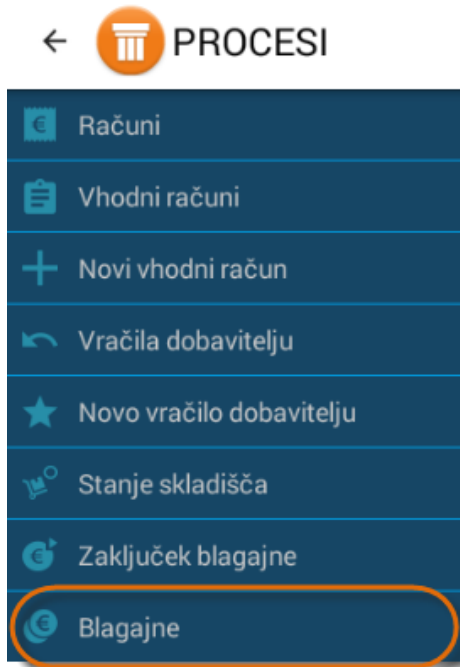 PROCESI
Računi
Vhodni računi
Novi vhodni račun
Vračila dobavitelju
Novo vračilo dobavitelju
Stanje skladišča
Zaključek blagajne
Blagajne